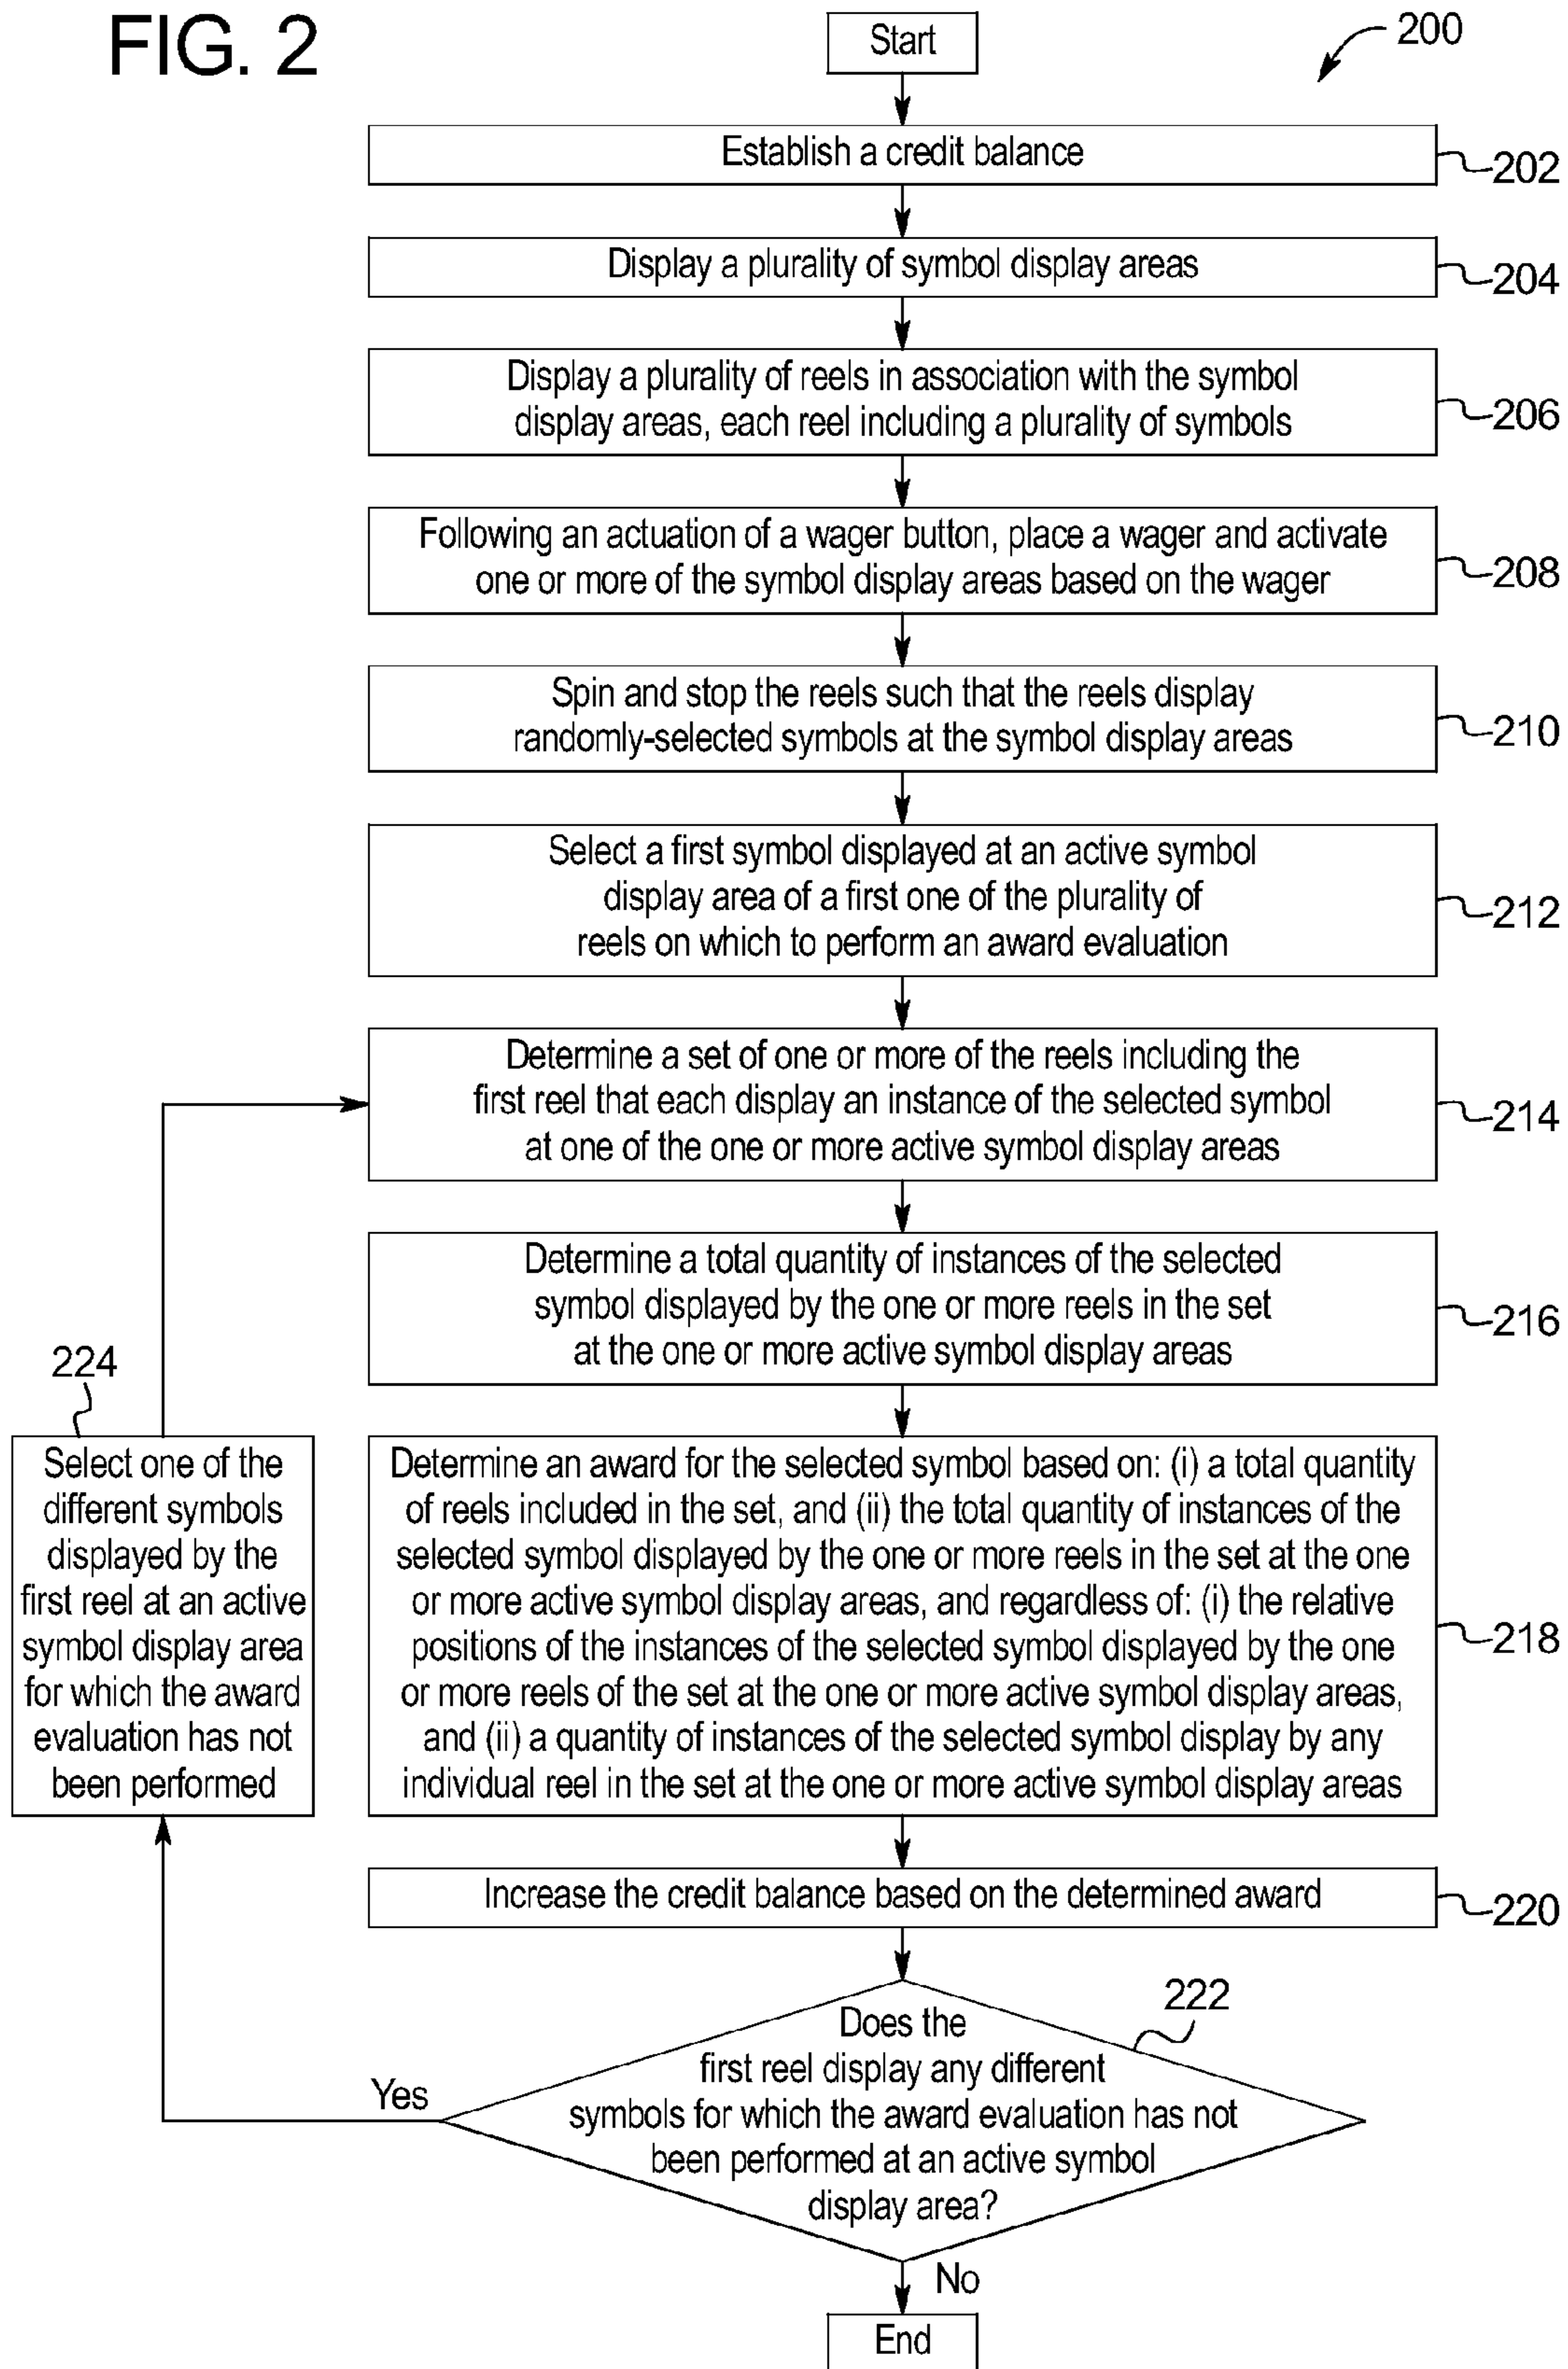 FIG. 2
200
Start
Establish a credit balance
202
Display a plurality of symbol display areas
204
Display a plurality of reels in association with the symbol
display areas, each reel including a plurality of symbols
206
Following an actuation of a wager button, place a wager and activate
one or more of the symbol display areas based on the wager
208
Spin and stop the reels such that the reels display
randomly-selected symbols at the symbol display areas
210
Select a first symbol displayed at an active symbol
display area of a first one of the plurality of
reels on which to perform an award evaluation
212
Determine a set of one or more of the reels including the
first reel that each display an instance of the selected symbol
at one of the one or more active symbol display areas
214
Determine a total quantity of instances of the selected
symbol displayed by the one or more reels in the set
at the one or more active symbol display areas
216
224
Select one of the
different symbols
displayed by the
first reel at an active
symbol display area
for which the award
evaluation has not
been performed
Determine an award for the selected symbol based on: (i) a total quantity
of reels included in the set, and (ii) the total quantity of instances of the
selected symbol displayed by the one or more reels in the set at the one
or more active symbol display areas, and regardless of: (i) the relative
positions of the instances of the selected symbol displayed by the one
or more reels of the set at the one or more active symbol display areas,
and (ii) a quantity of instances of the selected symbol display by any
individual reel in the set at the one or more active symbol display areas
218
Increase the credit balance based on the determined award
220
222
Does the
first reel display any different
symbols for which the award evaluation has not
been performed at an active symbol
display area?
Yes
No
End